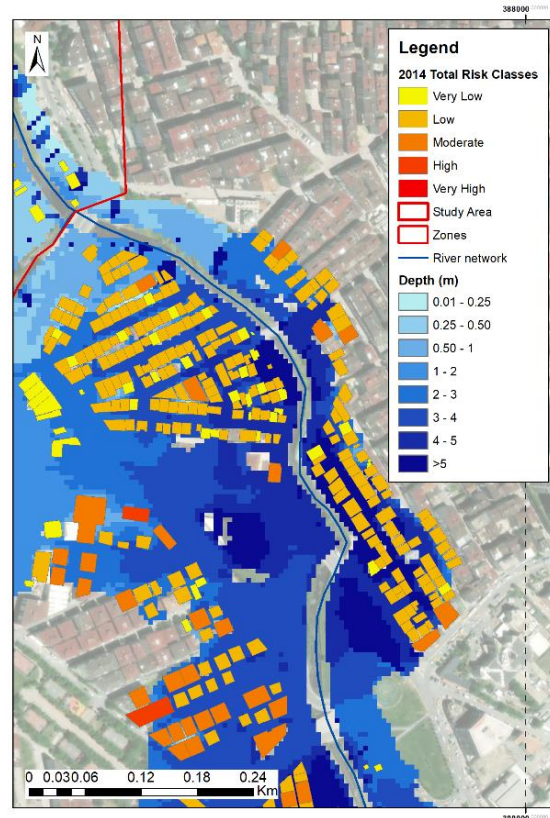 388000
N
Legend
2014 Total Risk Classes
Very Low
Low
Moderate
High
Very High
Study Area
Zones
River network
Depth (m)
0.01 - 0.25
0.25 - 0.50
0.50 - 1
1 - 2
2 - 3
3 - 4
4 - 5
>5
0 0.030.06 0.12 0.18 0.24
Km